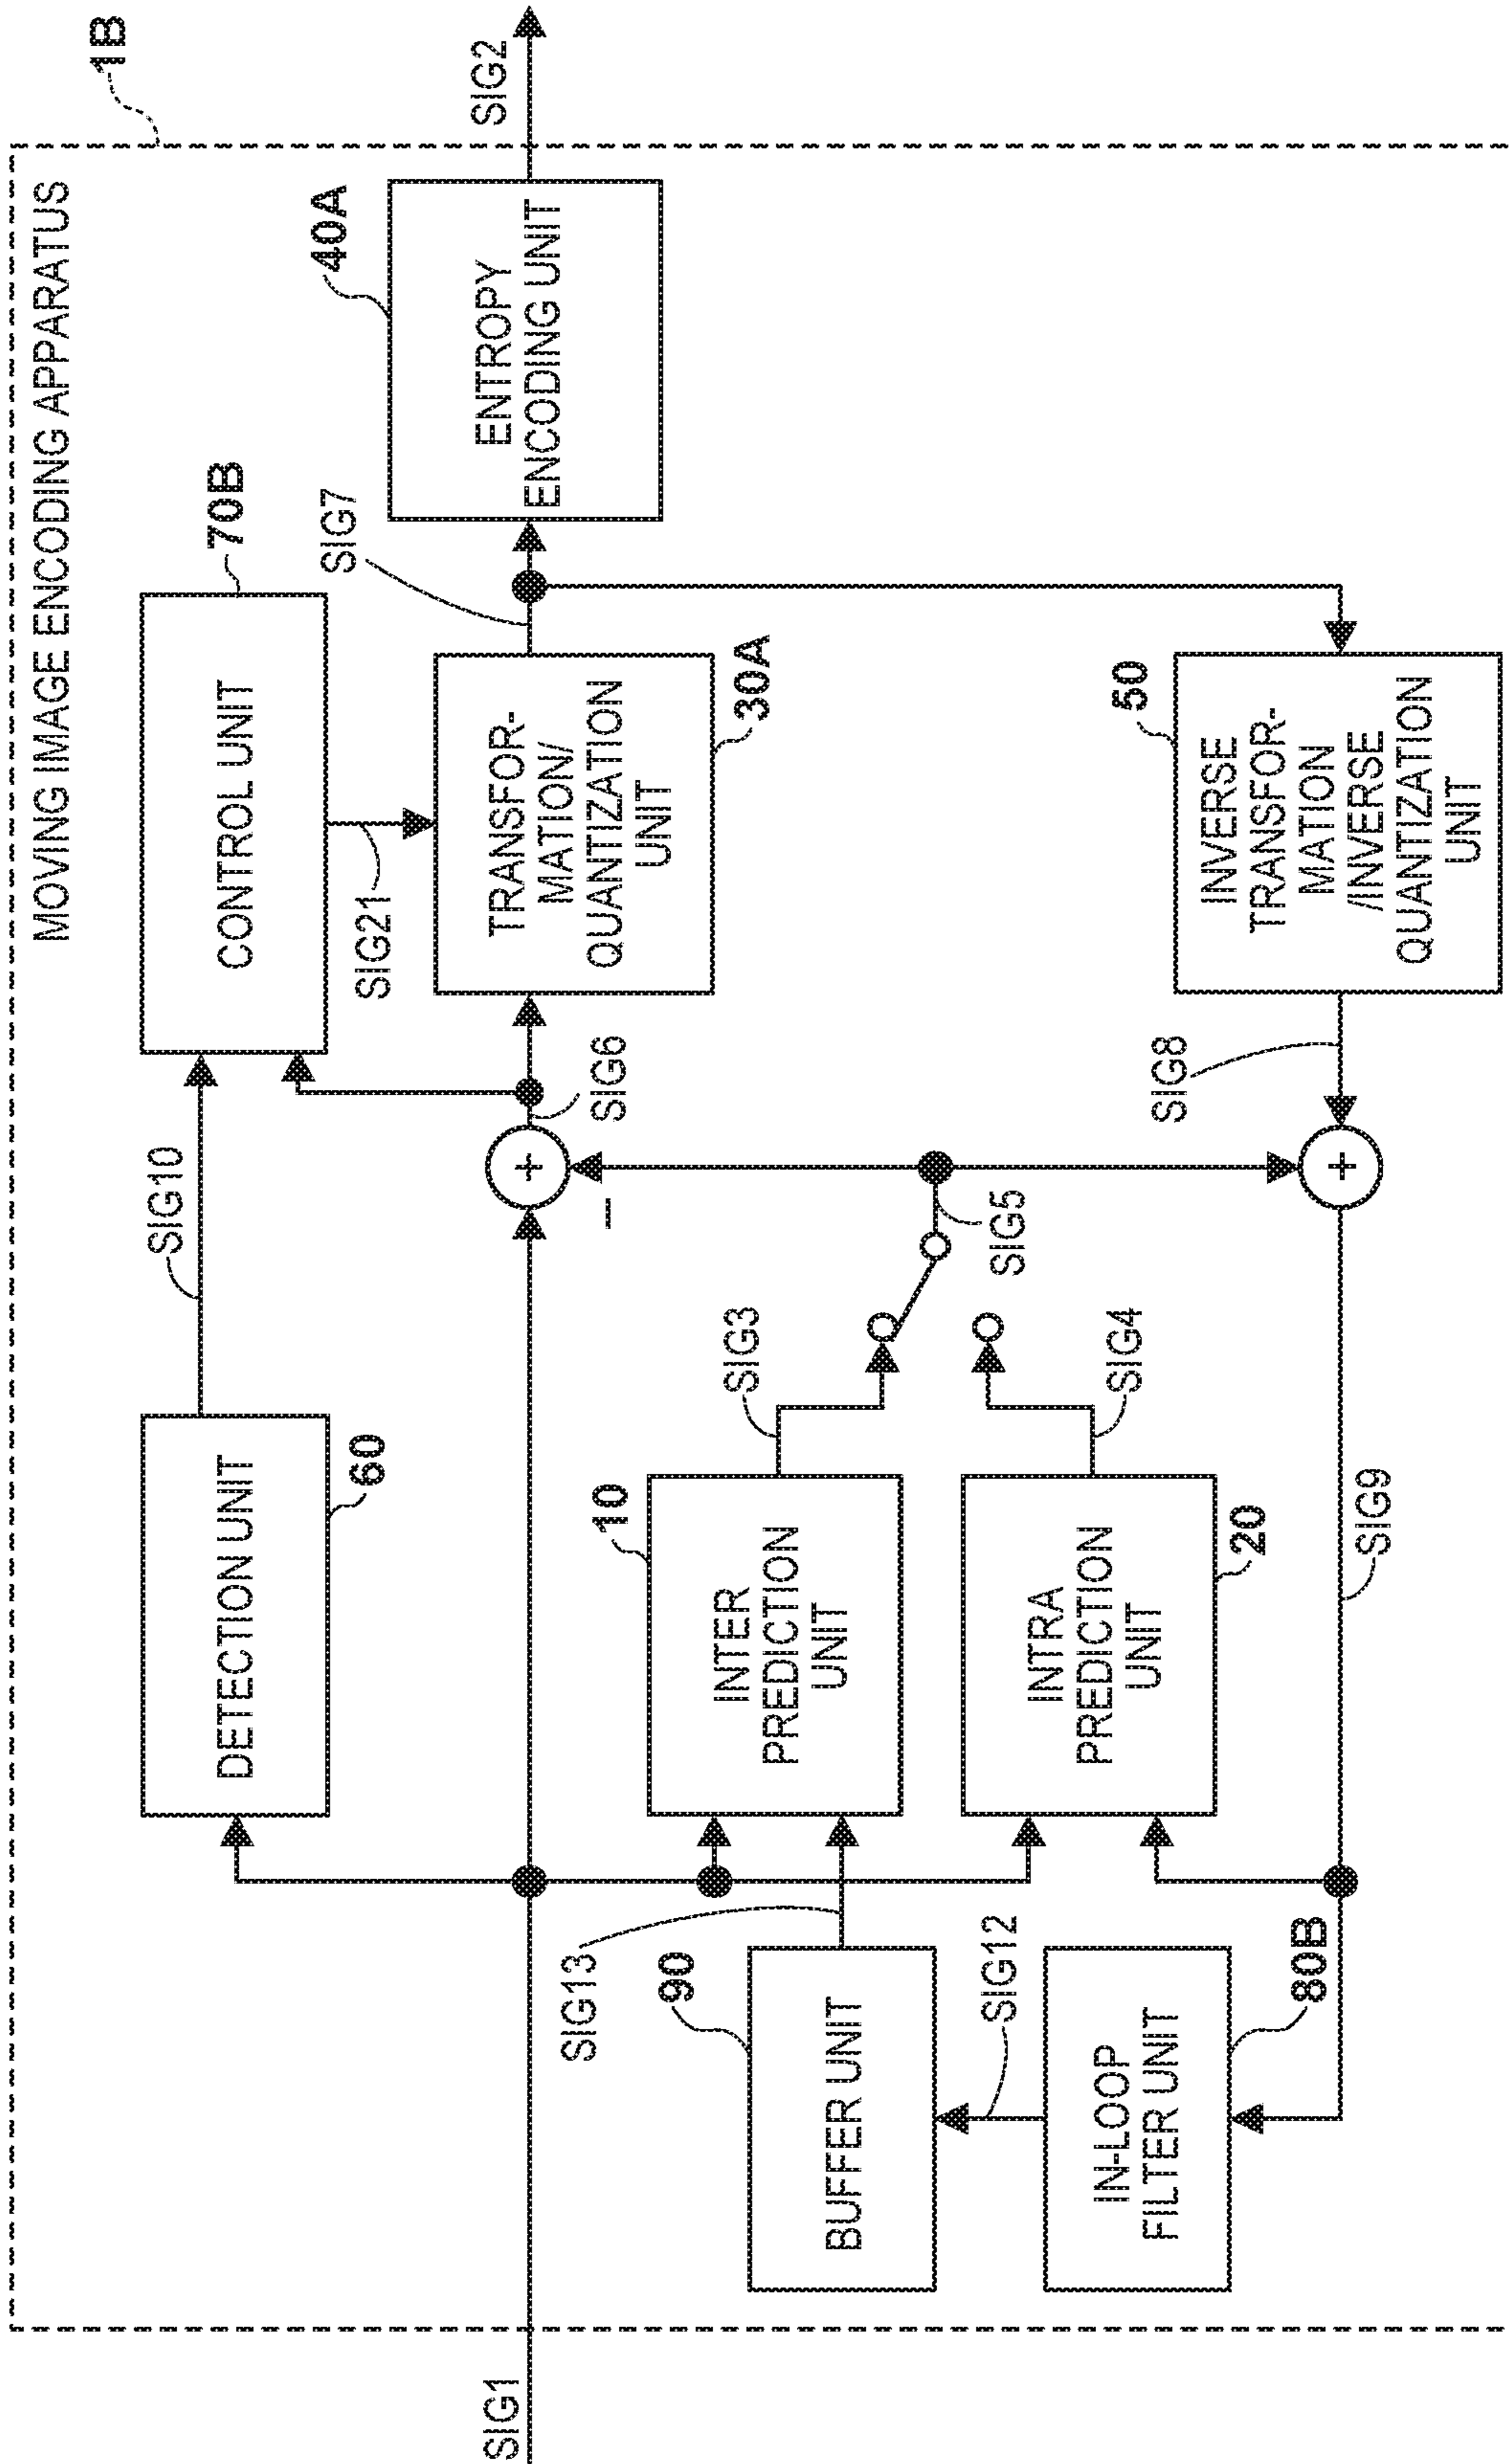 MOVING IMAGE ENCODING APPARATUS
1B
SIG1
DETECTION UNIT
60
SIG10
CONTROL UNIT
70B
SIG21
SIG6
TRANSFOR-
MATION/
QUANTIZATION
UNIT
30A
SIG7
ENTROPY
ENCODING UNIT
40A
SIG2
SIG13
BUFFER UNIT
90
SIG12
IN-LOOP
FILTER UNIT
80B
INTER
PREDICTION
UNIT
10
SIG3
INTRA
PREDICTION
UNIT
20
SIG4
SIG5
–
+
+
SIG9
SIG8
INVERSE
TRANSFOR-
MATION
/INVERSE
QUANTIZATION
UNIT
50